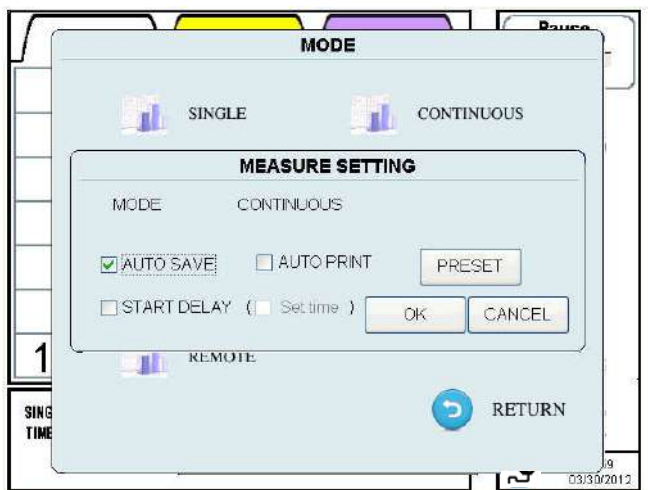 Pause
MODE
SINGLE CONTINUOUS
MEASURE SETTING
MODE CONTINUOUS
AUTO SAVE AUTO PRINT PRESET
START DELAY ( Set time ) OK CANCEL
1
REMOTE
RETURN
SING
TIME
9
03/30/2012